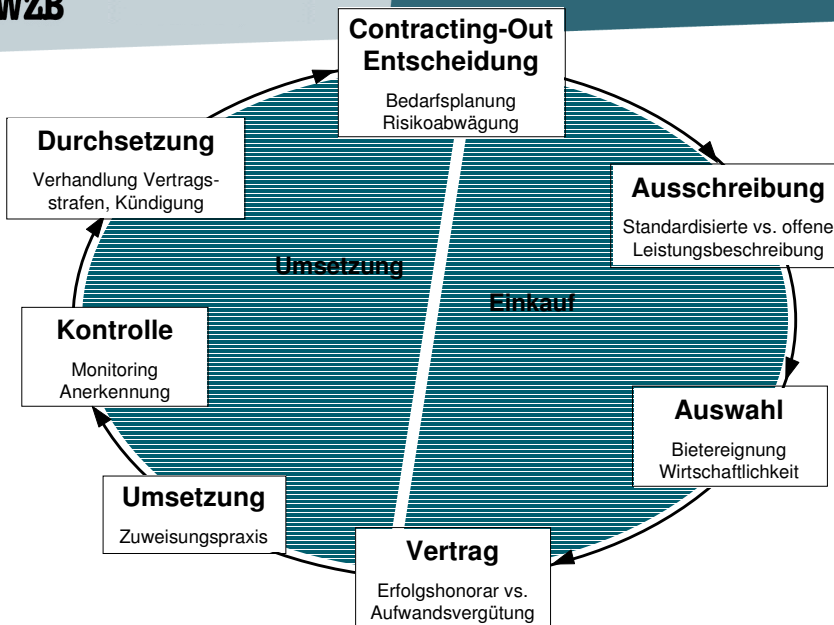 WZB
Contracting-Out
Entscheidung
Bedarfsplanung
Risikoabwägung
Durchsetzung
Verhandlung Vertrags-
strafen, Kündigung
Ausschreibung
Standardisierte vs. offene
Leistungsbeschreibung
Umsetzung
Einkauf
Kontrolle
Monitoring
Anerkennung
Auswahl
Bietereignung
Wirtschaftlichkeit
Umsetzung
Zuweisungspraxis
Vertrag
Erfolgshonorar vs.
Aufwandsvergütung